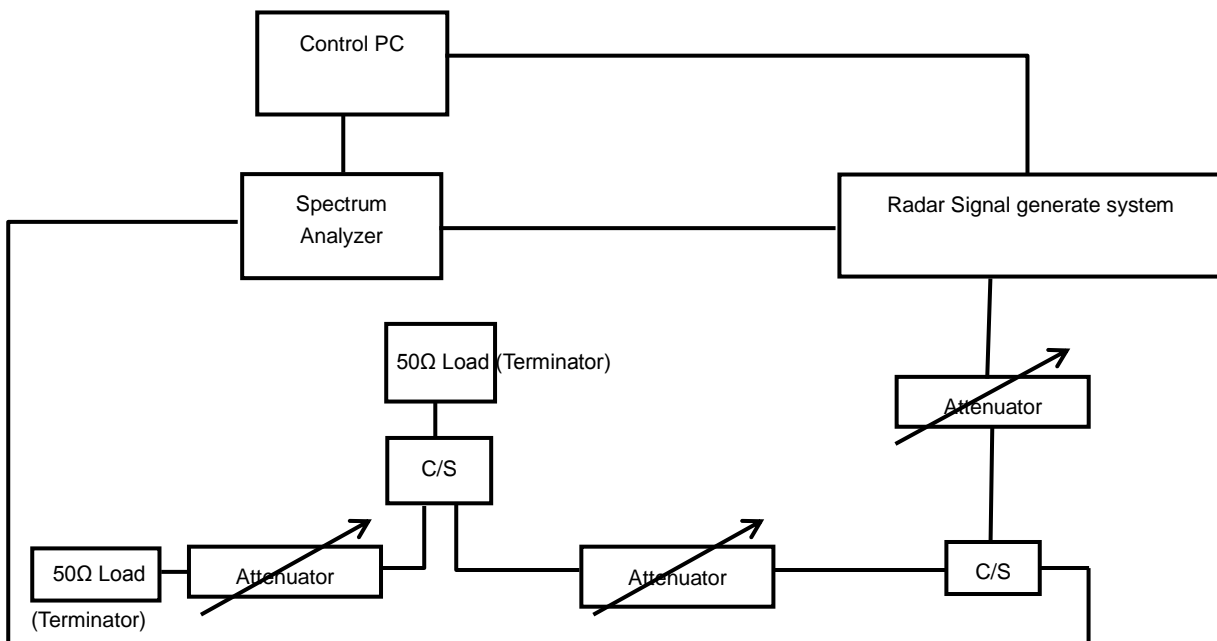 Control PC
Spectrum
Analyzer
Radar Signal generate system
50Ω Load (Terminator)
Attenuator
C/S
50Ω Load
(Terminator)
Attenuator
Attenuator
C/S